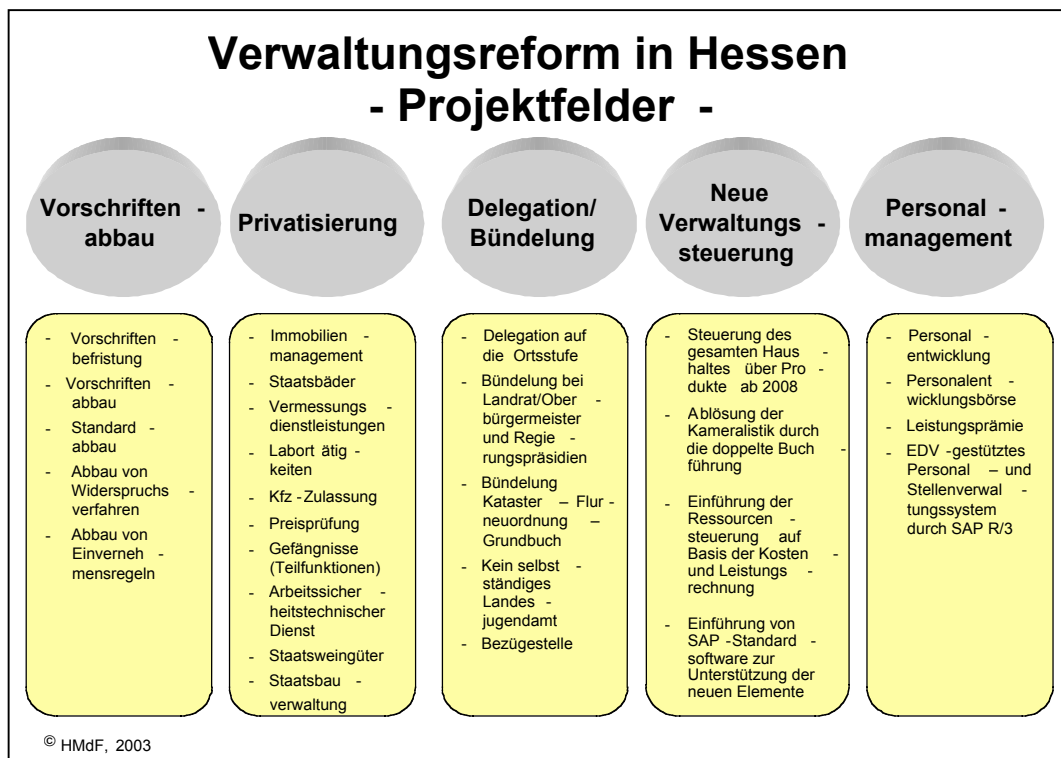 Verwaltungsreform in Hessen
- Projektfelder -
Vorschriften -
abbau
Privatisierung
Delegation/
Bündelung
Neue
Verwaltungs -
steuerung
Personal -
management
- Vorschriften -
befristung
- Vorschriften -
abbau
- Standard -
abbau
- Abbau von
Widerspruchs -
verfahren
- Abbau von
Einverneh -
mensregeln
- Immobilien -
management
- Staatsbäder
- Vermessungs -
dienstleistungen
- Labort ätig -
keiten
- Kfz -Zulassung
- Preisprüfung
- Gefängnisse
(Teilfunktionen)
- Arbeitssicher -
heitstechnischer
Dienst
- Staatsweingüter
- Staatsbau -
verwaltung
- Delegation auf
die Ortsstufe
- Bündelung bei
Landrat/Ober -
bürgermeister
und Regie -
rungspräsidien
- Bündelung
Kataster – Flur -
neuordnung –
Grundbuch
- Kein selbst -
ständiges
Landes -
jugendamt
- Bezügestelle
- Steuerung des
gesamten Haus -
haltes über Pro -
dukte ab 2008
- Ablösung der
Kameralistik durch
die doppelte Buch -
führung
- Einführung der
Ressourcen -
steuerung auf
Basis der Kosten -
und Leistungs -
rechnung
- Einführung von
SAP -Standard -
software zur
Unterstützung der
neuen Elemente
- Personal -
entwicklung
- Personalent -
wicklungsbörse
- Leistungsprämie
- EDV -gestütztes
Personal – und
Stellenverwal -
tungssystem
durch SAP R/3
© HMdF, 2003